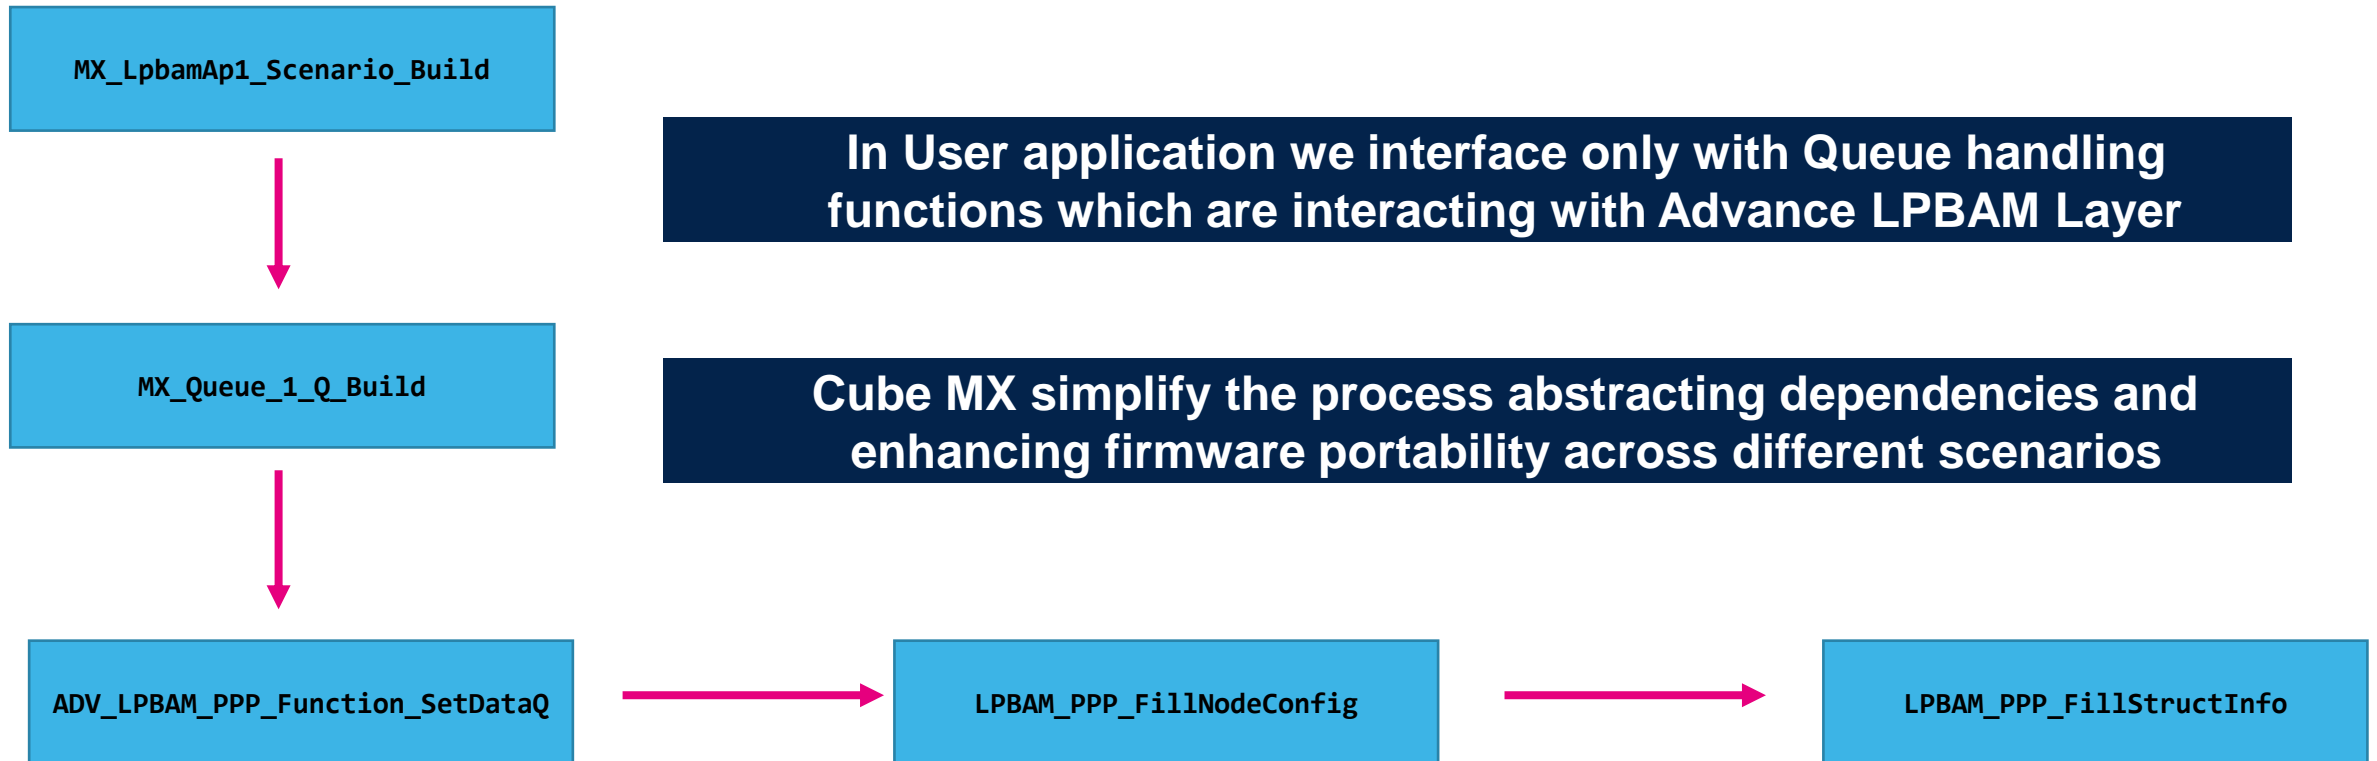 MX_LpbamAp1_Scenario_Build
In User application we interface only with Queue handling
functions which are interacting with Advance LPBAM Layer
MX_Queue_1_Q_Build
Cube MX simplify the process abstracting dependencies and
enhancing firmware portability across different scenarios
ADV_LPBAM_PPP_Function_SetDataQ
LPBAM_PPP_FillNodeConfig
LPBAM_PPP_FillStructInfo